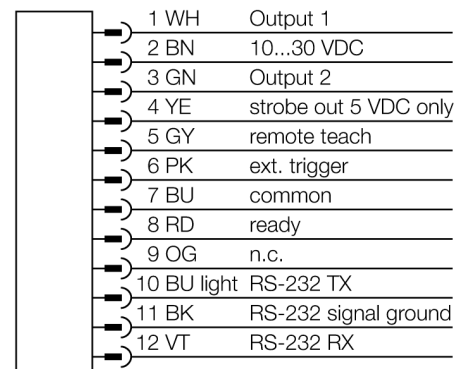 1 WH Output 1
2 BN 10...30 VDC
3 GN Output 2
4 YE strobe out 5 VDC only
5 GY remote teach
6 PK ext. trigger
7 BU common
8 RD ready
9 OG n.c.
10 BU light RS-232 TX
11 BK RS-232 signal ground
12 VT RS-232 RX